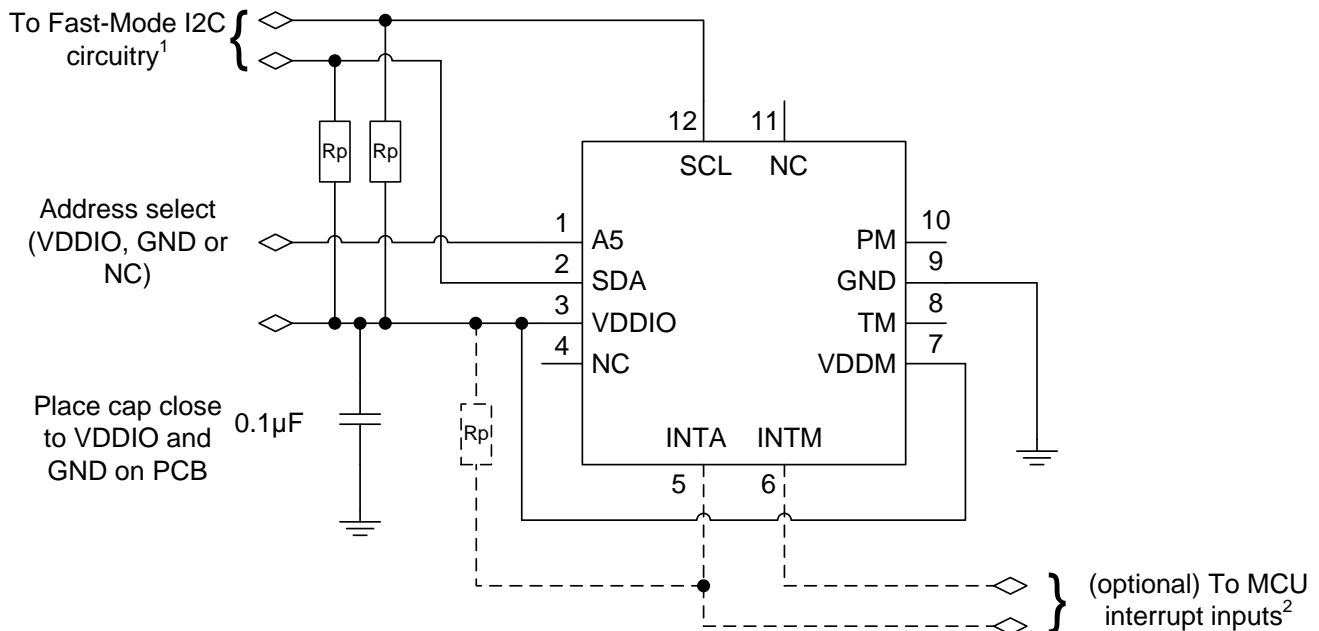 To Fast-Mode I2C
circuitry1
{
12
11
SCL
NC
Rp
Rp
Address select
(VDDIO, GND or
NC)
1
A5
2
SDA
3
VDDIO
4
NC
PM
10
GND
9
TM
8
VDDM
7
Place cap close
to VDDIO and
GND on PCB
0.1µF
Rp
INTA
INTM
5
6
}
(optional) To MCU
interrupt inputs2